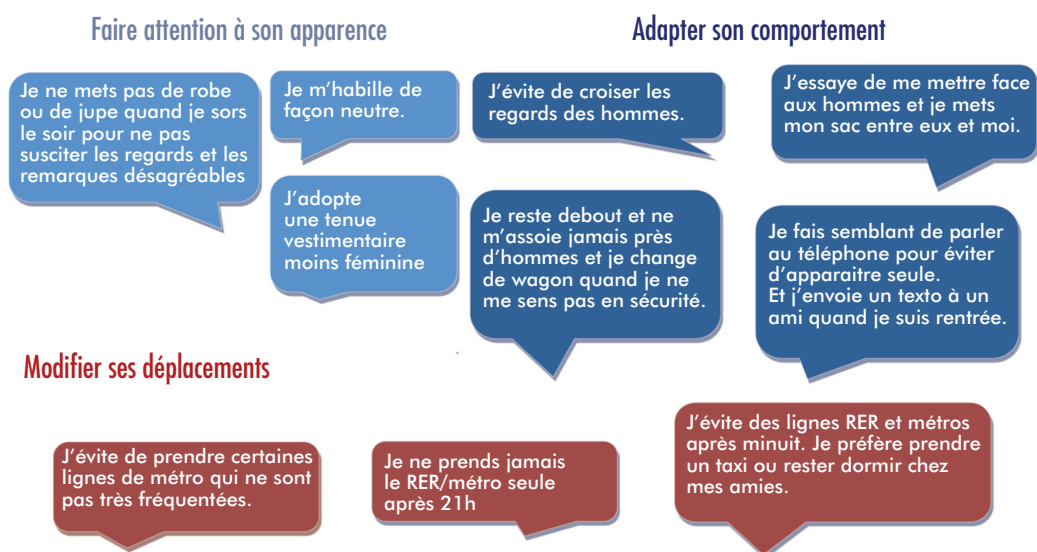 Faire attention à son apparence
Je ne mets pas de robe
ou de jupe quand je sors
le soir pour ne pas
susciter les regards et les
remarques désagréables
Je m'habille de
façon neutre.
J'adopte
une tenue
vestimentaire
moins féminine
Adapter son comportement
J'évite de croiser les
regards des hommes.
J'essaye de me mettre face
aux hommes et je mets
mon sac entre eux et moi.
Je reste debout et ne
m'assoie jamais près
d'hommes et je change
de wagon quand je ne
me sens pas en sécurité.
Je fais semblant de parler
au téléphone pour éviter
d'apparaitre seule.
Et j'envoie un texto à un
ami quand je suis rentrée.
Modifier ses déplacements
J'évite de prendre certaines
lignes de métro qui ne sont
pas très fréquentées.
Je ne prends jamais
le RER/métro seule
après 21h
J'évite des lignes RER et métros
après minuit. Je préfère prendre
un taxi ou rester dormir chez
mes amies.